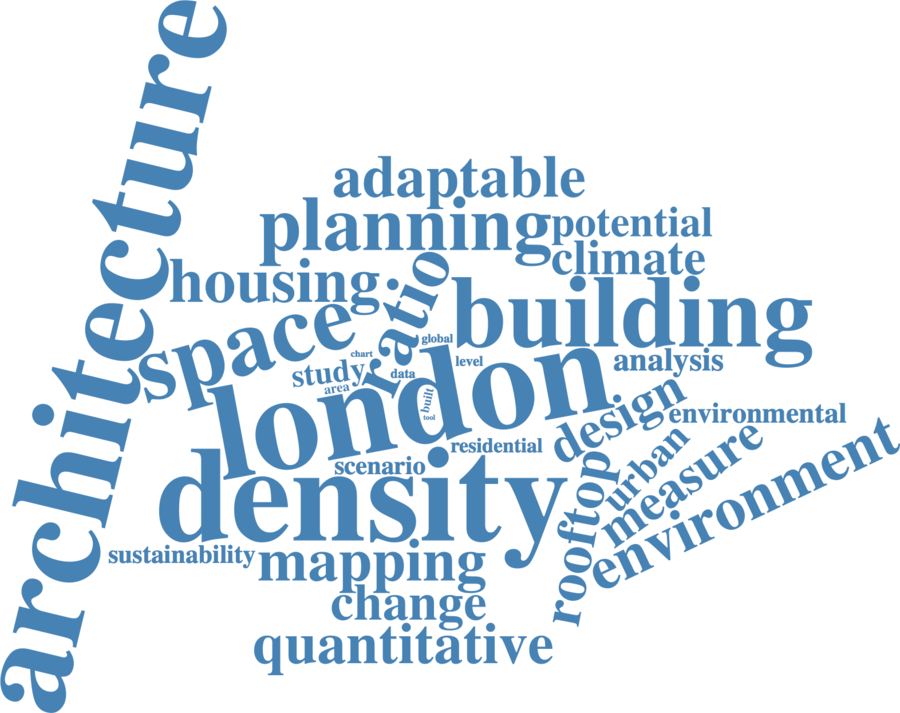 architecture
adaptable
planning
potential
climate
housing
ratio
building
space
global
chart
level
analysis
study
data
area
london
built
tool
design
environmental
residential
urban
measure
scenario
density
rooftop
environment
sustainability
mapping
change
quantitative